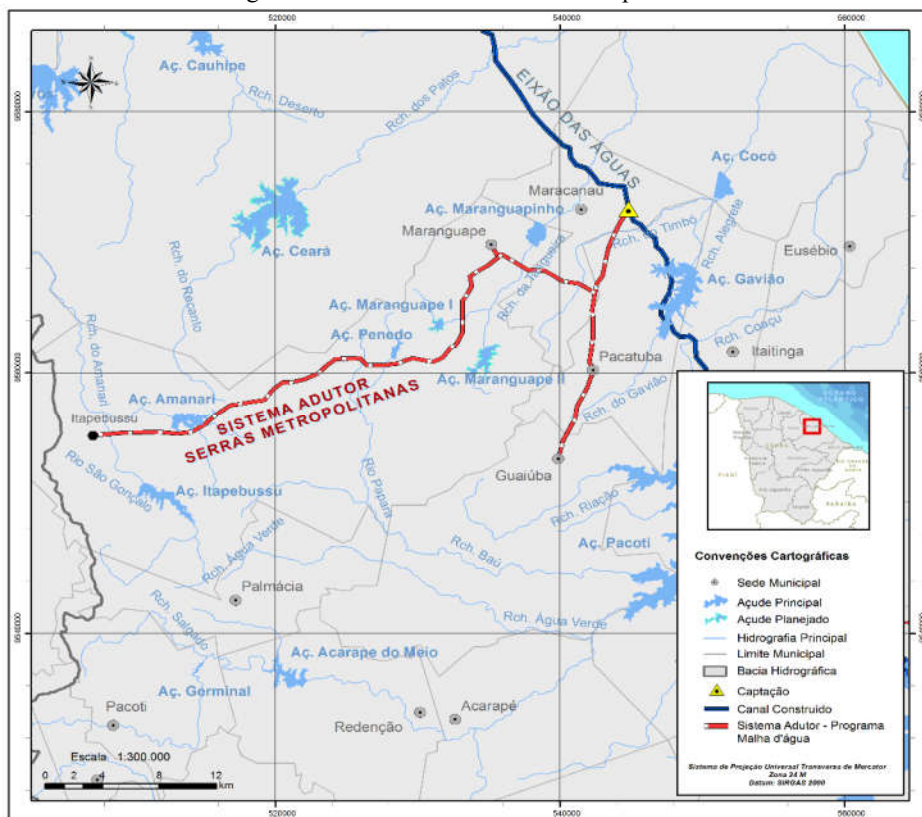 520000 540000 560000
Aç. Cauhipe
Rch. Deserto
Rch. dos Patos
EIXÃO DAS ÁGUAS
Aç. Cocó
Maracanau
Aç. Maranguapinho
Maranguape
Rch. do Timbó
Rch. Alegrete
Eusébio
Aç. Ceará
Rch. do Recanto
Aç. Gavião
Aç. Maranguape I
Rch. Coaçu
Aç. Penedo
Pacatuba
Itaitinga
Rch. do Amanari
Aç. Maranguape II
Aç. Amanari
SISTEMA ADUTOR
SERRAS METROPOLITANAS
Itapebussu
Rch. do Gavião
Guaiúba
Rio São Gonçalo
Aç. Itapebussu
Rch. Riação
Rch. Água Verde
Rch. Baú
Aç. Pacoti
Palmácia
Rch. Salgado
Rch. Água Verde
Aç. Acarape do Meio
Aç. Germinal
Pacoti
Redenção
Acarapé
Escala 1:300.000
0 2 4 8 12
km
520000 540000 560000
PIAUÍ
PARAÍBA
Convenções Cartográficas
Sede Municipal
Açude Principal
Açude Planejado
Hidrografia Principal
Limite Municipal
Bacia Hidrográfica
Captação
Canal Construido
Sistema Adutor - Programa
Malha d'água
Sistema de Projeção Universal Transversa de Mercator
Zona 24 M
Datum: SIRGAS 2000